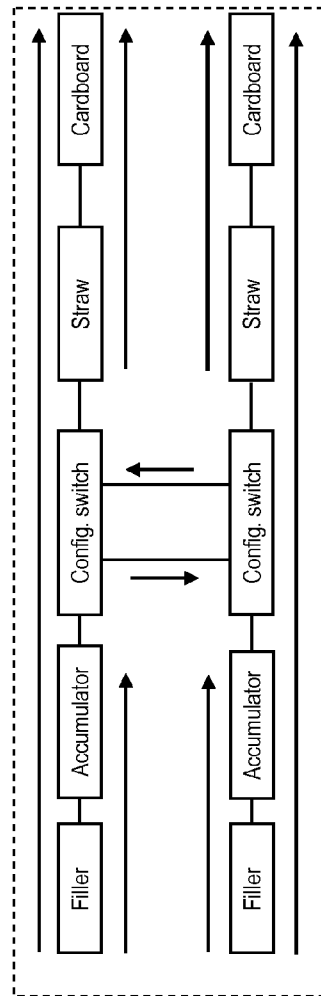 Filler
Accumulator
Config. switch
Straw
Cardboard
Filler
Accumulator
Config. switch
Straw
Cardboard